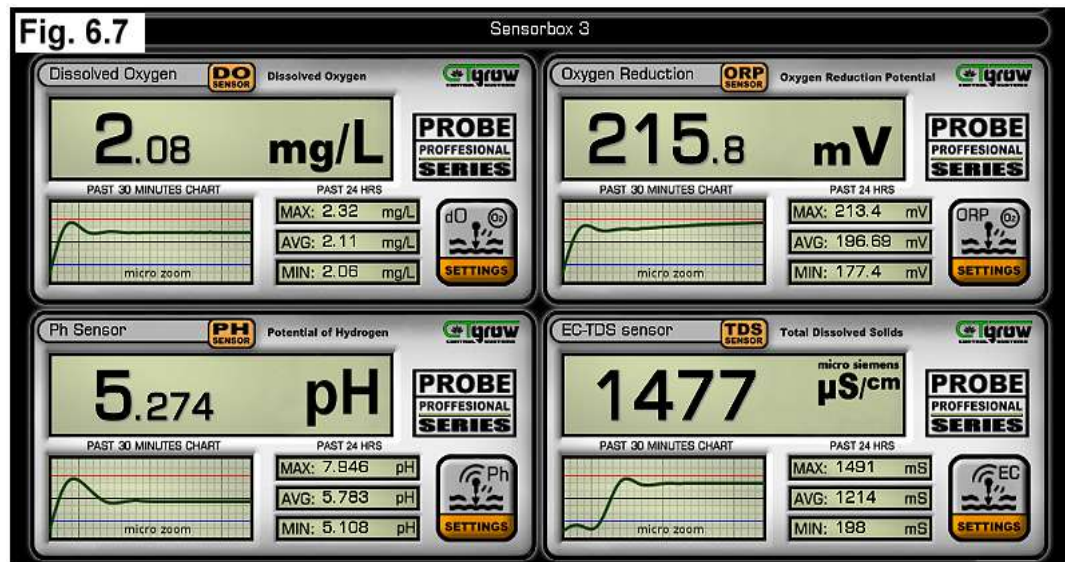 Fig. 6.7
Sensorbox 3
Dissolved Oxygen
DO
SENSOR
Dissolved Oxygen
CTgrow
2.08 mg/L
PROBE
PROFFESIONAL
SERIES
PAST 30 MINUTES CHART
PAST 24 HRS
micro zoom
MAX: 2.32 mg/L
AVG: 2.11 mg/L
MIN: 2.06 mg/L
dO O₂
SETTINGS
Oxygen Reduction
ORP
SENSOR
Oxygen Reduction Potential
CTgrow
215.8 mV
PROBE
PROFFESIONAL
SERIES
PAST 30 MINUTES CHART
PAST 24 HRS
micro zoom
MAX: 213.4 mV
AVG: 196.69 mV
MIN: 177.4 mV
ORP O₂
SETTINGS
Ph Sensor
PH
SENSOR
Potential of Hydrogen
CTgrow
5.274 pH
PROBE
PROFFESIONAL
SERIES
PAST 30 MINUTES CHART
PAST 24 HRS
micro zoom
MAX: 7.946 pH
AVG: 5.783 pH
MIN: 5.108 pH
Ph
SETTINGS
EC-TDS sensor
TDS
SENSOR
Total Dissolved Solids
CTgrow
micro siemens
1477 µS/cm
PROBE
PROFFESIONAL
SERIES
PAST 30 MINUTES CHART
PAST 24 HRS
micro zoom
MAX: 1491 mS
AVG: 1214 mS
MIN: 198 mS
EC
SETTINGS